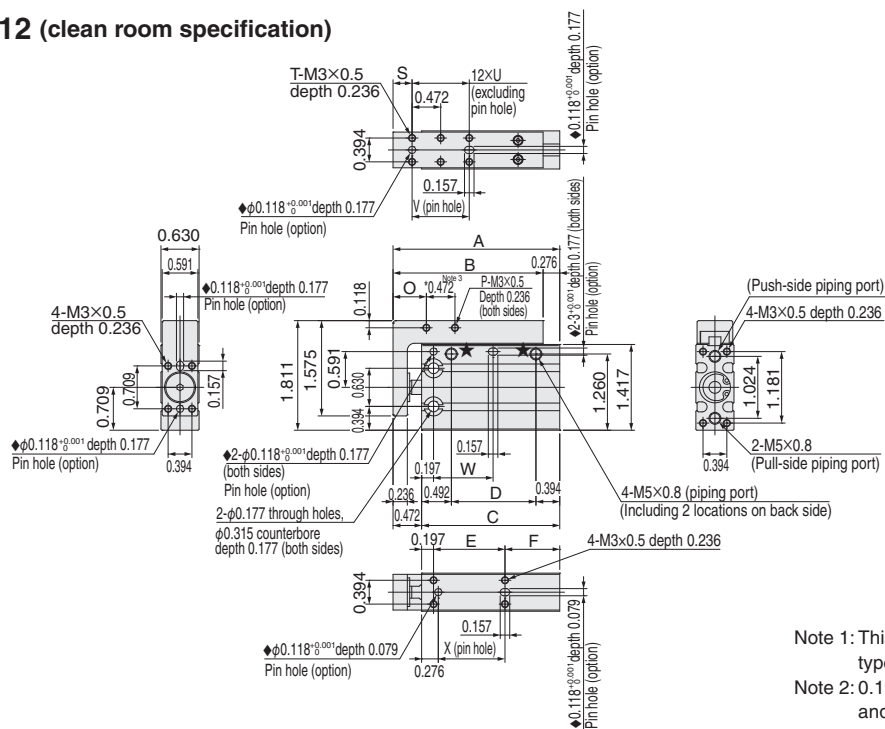 12 (clean room specification)
T-M3×0.5
depth 0.236
S
12×U
(excluding
pin hole)
0.472
0.394
◆0.118 +0.001 0 depth 0.177
Pin hole (option)
0.157
V (pin hole)
◆φ0.118 +0.001 0 depth 0.177
Pin hole (option)
0.630
0.591
◆0.118 +0.001 0 depth 0.177
Pin hole (option)
4-M3×0.5
depth 0.236
0.709
0.709
0.157
◆φ0.118 +0.001 0 depth 0.177
Pin hole (option)
0.394
A
B
0.276
O
*0.472 Note 3
P-M3×0.5
Depth 0.236
(both sides)
◆2-3 +0.001 0 depth 0.177 (both sides)
Pin hole (option)
0.118
1.811
1.575
0.591
0.630
0.394
★
★
1.260
1.417
◆2-φ0.118 +0.001 0 depth 0.177
(both sides)
Pin hole (option)
0.157
0.197
W
0.236
0.492
D
0.394
0.472
C
2-φ0.177 through holes,
φ0.315 counterbore
depth 0.177 (both sides)
4-M5×0.8 (piping port)
(Including 2 locations on back side)
(Push-side piping port)
4-M3×0.5 depth 0.236
1.024
1.181
0.394
2-M5×0.8
(Pull-side piping port)
0.197
E
F
4-M3×0.5 depth 0.236
0.394
0.157
X (pin hole)
0.276
◆φ0.118 +0.001 0 depth 0.079
Pin hole (option)
◆0.118 +0.001 0 depth 0.079
Pin hole (option)
Note 1: Thi
type
Note 2: 0.1
and